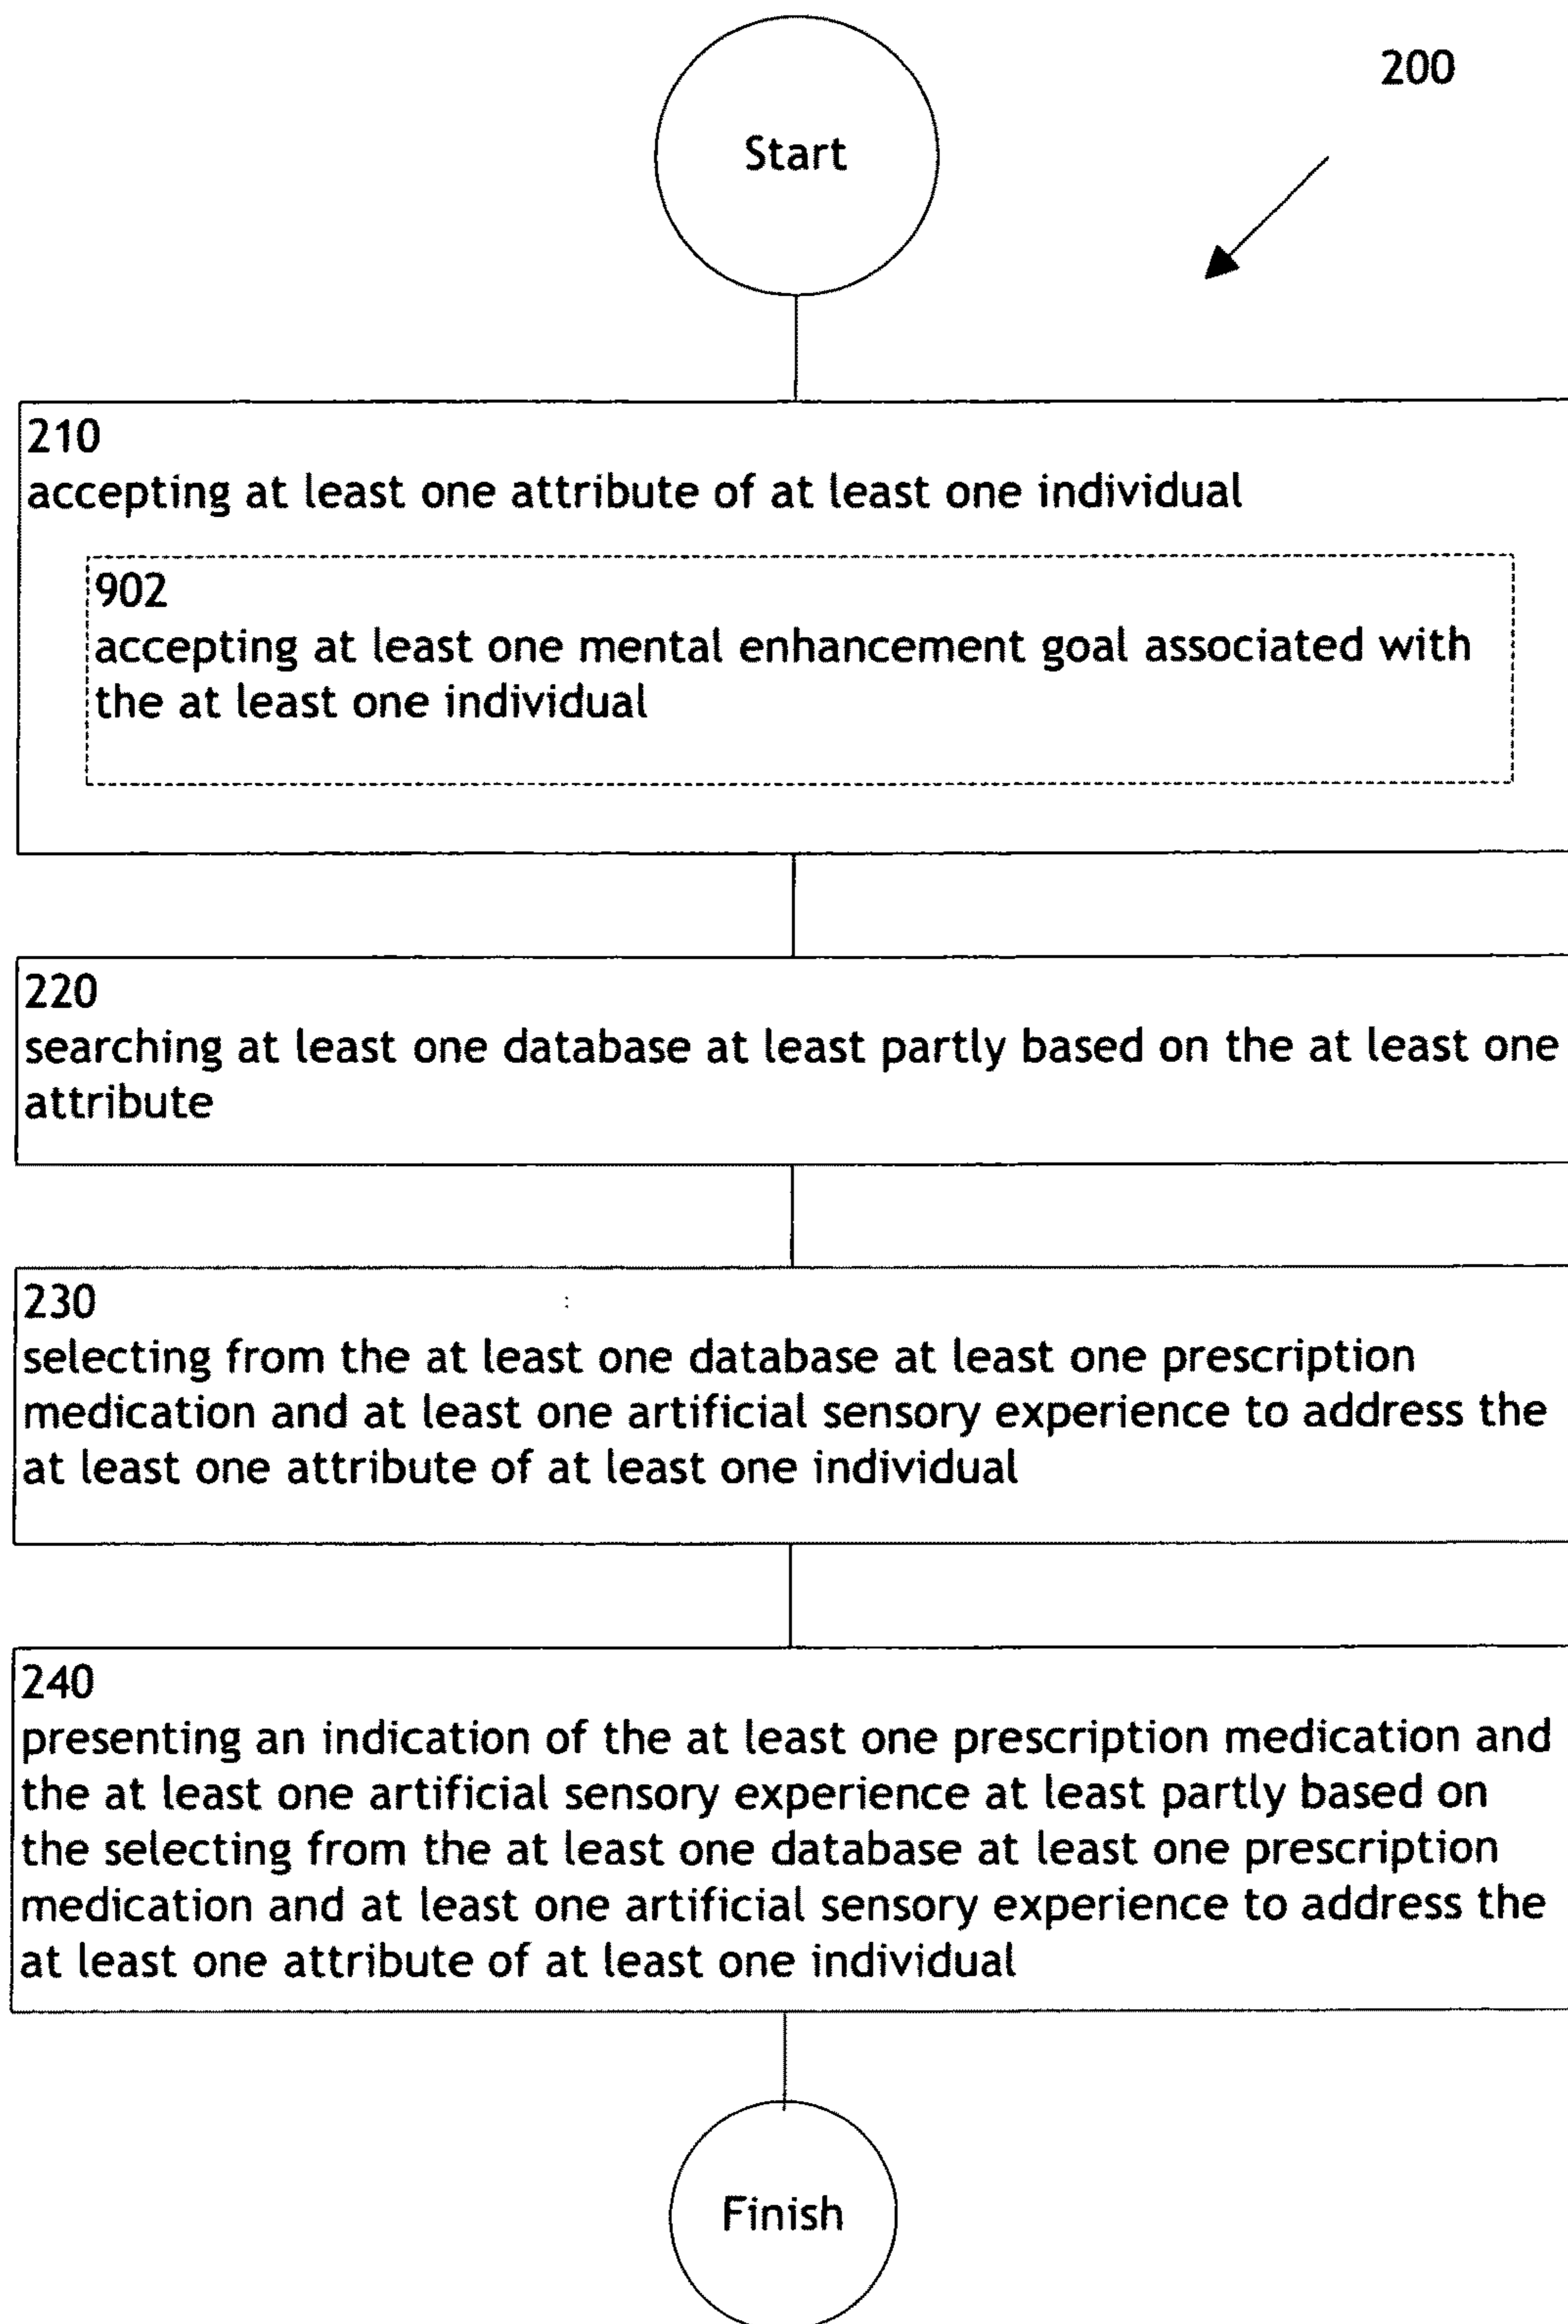 Start
200
210
accepting at least one attribute of at least one individual
902
accepting at least one mental enhancement goal associated with
the at least one individual
220
searching at least one database at least partly based on the at least one
attribute
230
selecting from the at least one database at least one prescription
medication and at least one artificial sensory experience to address the
at least one attribute of at least one individual
240
presenting an indication of the at least one prescription medication and
the at least one artificial sensory experience at least partly based on
the selecting from the at least one database at least one prescription
medication and at least one artificial sensory experience to address the
at least one attribute of at least one individual
Finish